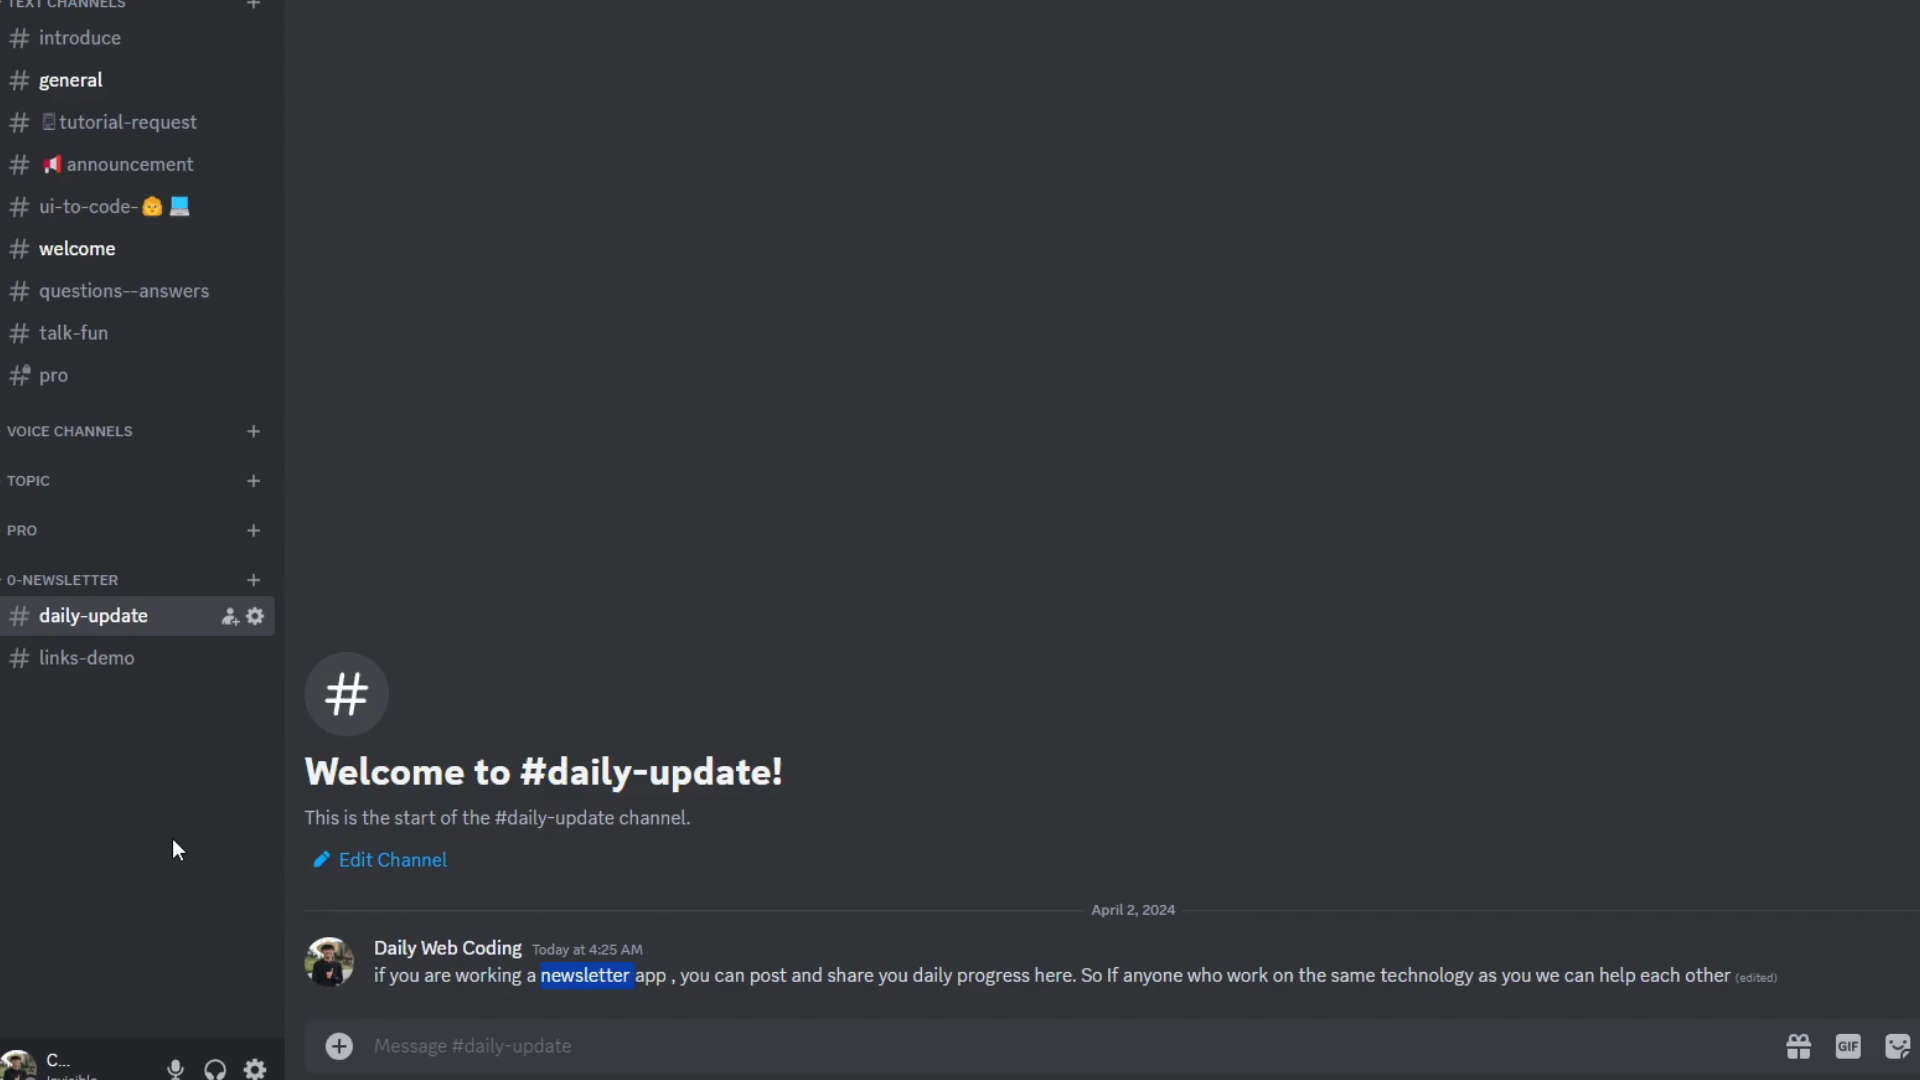 TEXT CHANNELS
introduce
general
tutorial-request
announcement
ui-to-code-
welcome
questions--answers
talk-fun
pro
VOICE CHANNELS
TOPIC
PRO
0-NEWSLETTER
daily-update
links-demo
Welcome to #daily-update!
This is the start of the #daily-update channel.
Edit Channel
April 2, 2024
Daily Web Coding Today at 4:25 AM
if you are working a newsletter app , you can post and share you daily progress here. So If anyone who work on the same technology as you we can help each other (edited)
Message #daily-update
GIF
C...
Invisible